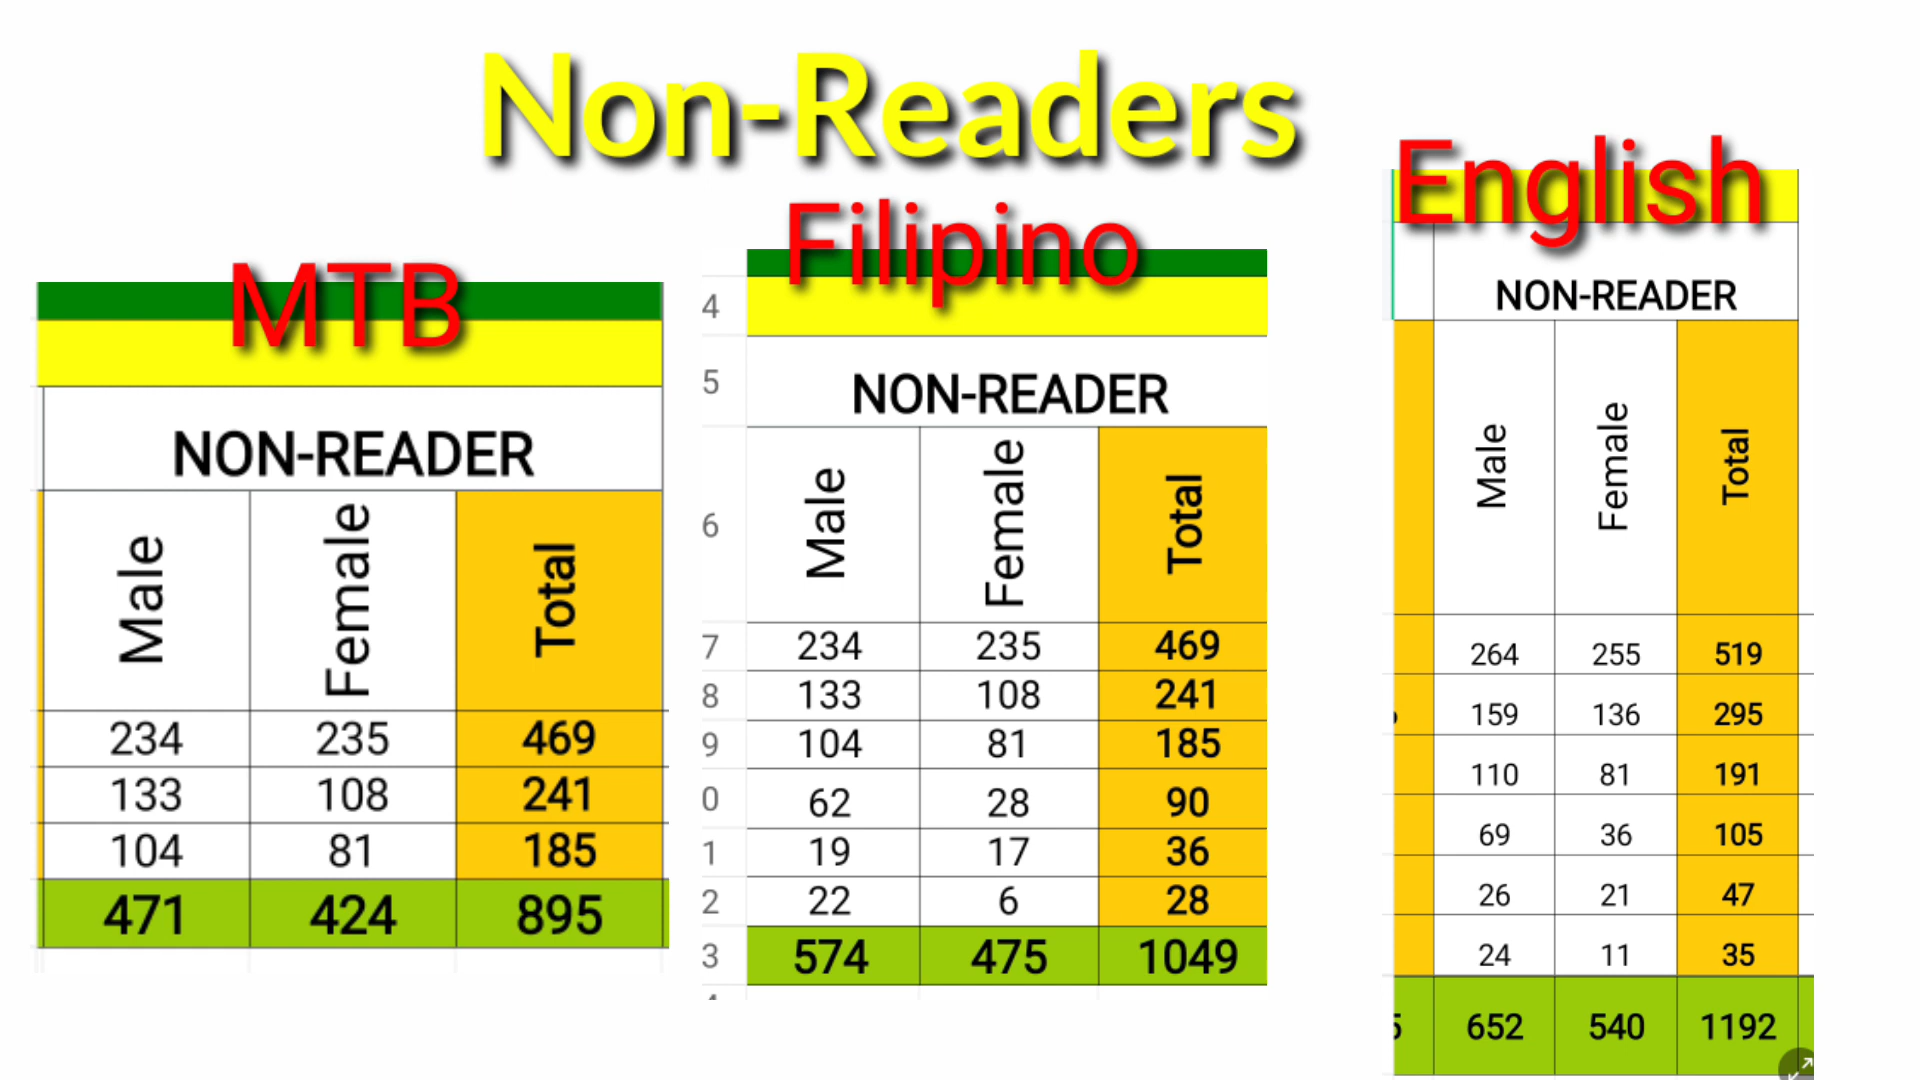 Non-Readers
MTB
NON-READER
Male Female Total
234 235 469
133 108 241
104 81 185
471 424 895
Filipino
4
5 NON-READER
6 Male Female Total
7 234 235 469
8 133 108 241
9 104 81 185
0 62 28 90
1 19 17 36
2 22 6 28
3 574 475 1049
English
NON-READER
Male Female Total
264 255 519
159 136 295
110 81 191
69 36 105
26 21 47
24 11 35
652 540 1192